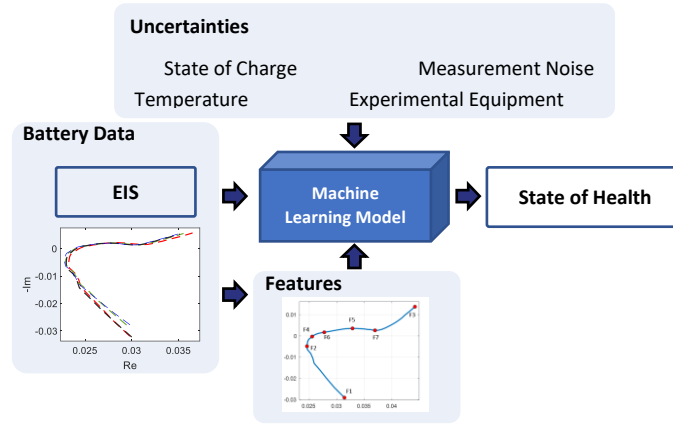 Uncertainties
State of Charge Measurement Noise
Temperature Experimental Equipment
Battery Data
EIS
Machine
Learning Model
State of Health
-Im
0
-0.01
-0.02
-0.03
0.025 0.03 0.035
Re
Features
0.01
0
-0.01
-0.02
-0.03
0.025 0.03 0.035 0.04
F1
F2
F3
F4
F5
F6
F7